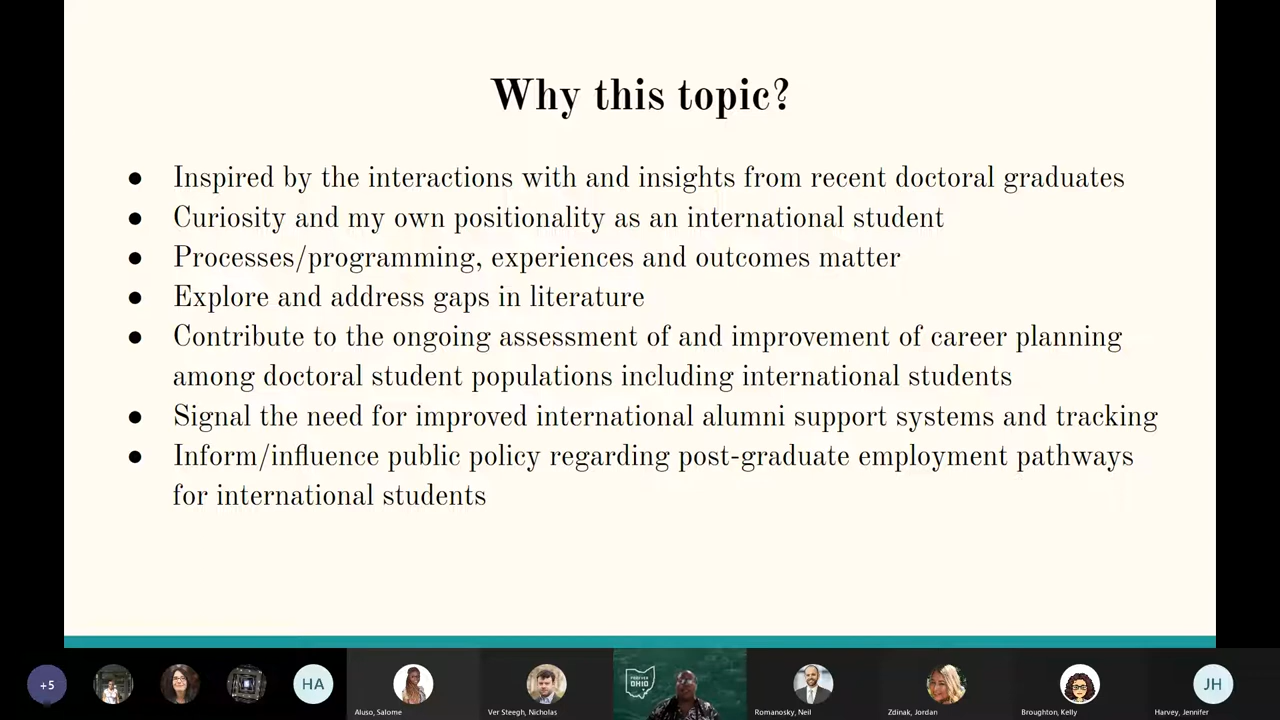 Why this topic?
● Inspired by the interactions with and insights from recent doctoral graduates
● Curiosity and my own positionality as an international student
● Processes/programming, experiences and outcomes matter
● Explore and address gaps in literature
● Contribute to the ongoing assessment of and improvement of career planning
among doctoral student populations including international students
● Signal the need for improved international alumni support systems and tracking
● Inform/influence public policy regarding post-graduate employment pathways
for international students
+5
HA
Aluso, Salome
Ver Steegh, Nicholas
FOREVER
OHIO
Romanosky, Neil
Zdinak, Jordan
Broughton, Kelly
JH
Harvey, Jennifer